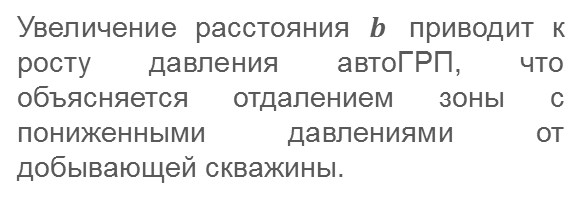 Увеличение расстояния b приводит к
росту давления автоГРП, что
объясняется отдалением зоны с
пониженными давлениями от
добывающей скважины.